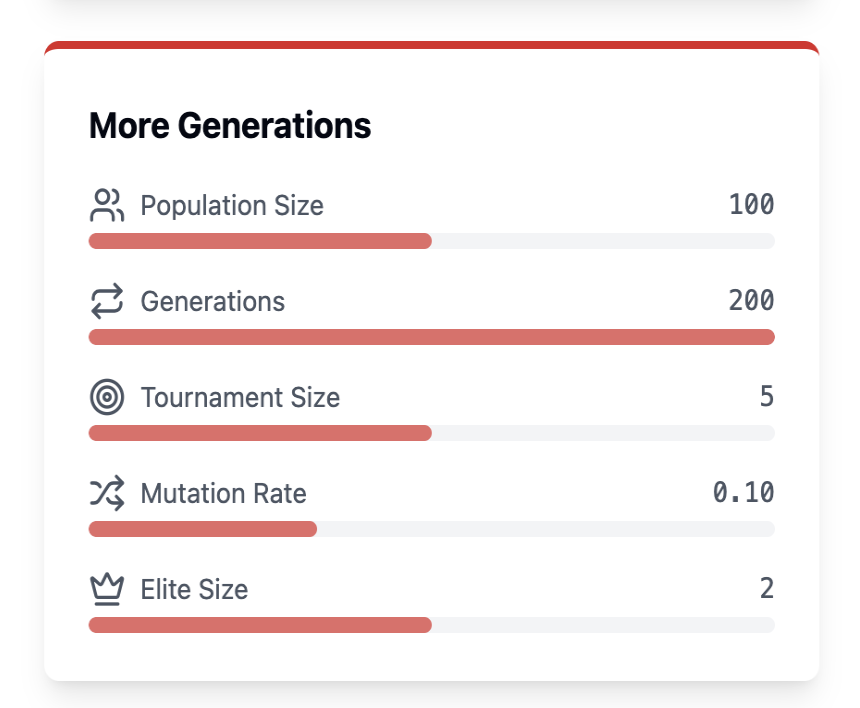 More Generations
Population Size 100
Generations 200
Tournament Size 5
Mutation Rate 0.10
Elite Size 2